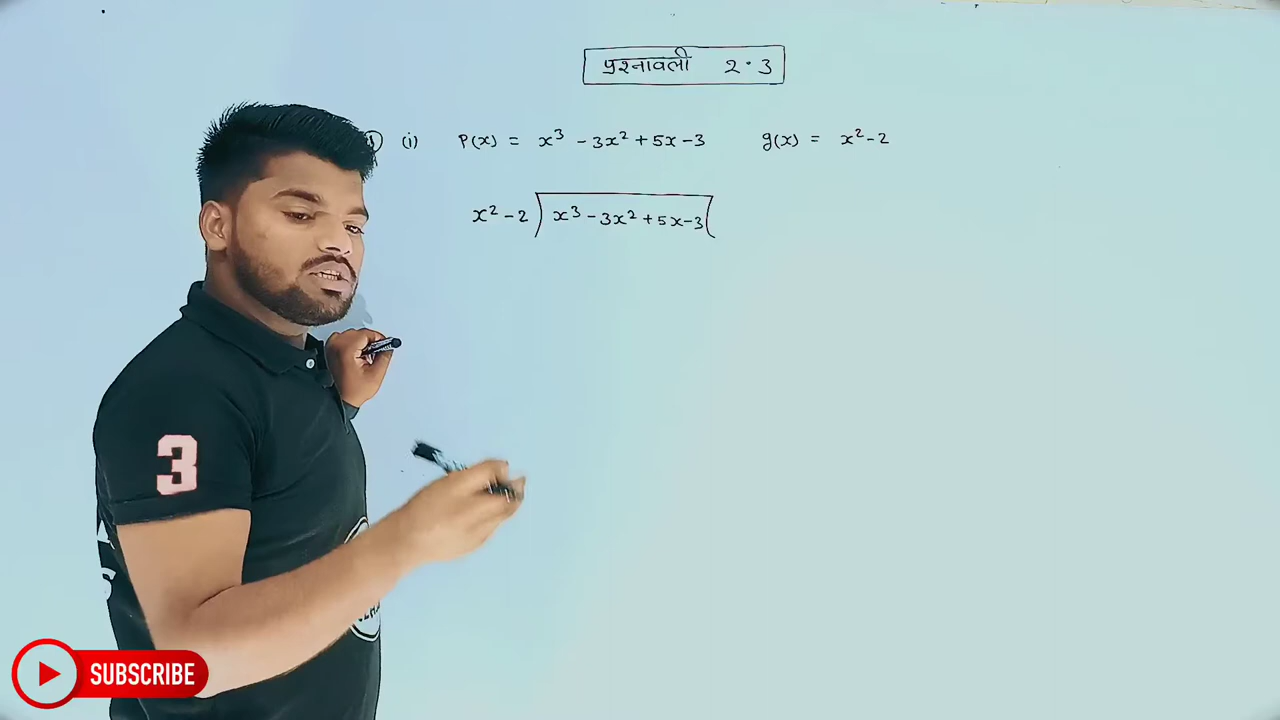 प्रश्नावली 2.3
(i) P(x) = x³ - 3x² + 5x - 3 g(x) = x² - 2
x² - 2 ) x³ - 3x² + 5x - 3 (
3
SUBSCRIBE